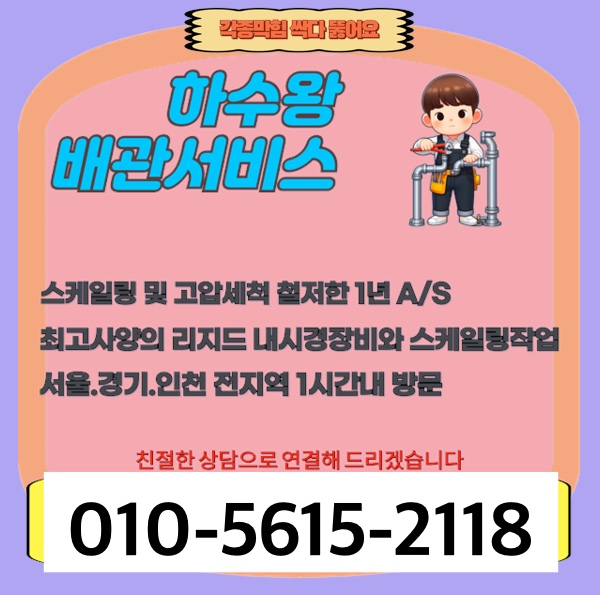 각종막힘 싹다 뚫어요
하수왕
배관서비스
스케일링 및 고압세척 철저한 1년 A/S
최고사양의 리지드 내시경장비와 스케일링작업
서울.경기.인천 전지역 1시간내 방문
친절한 상담으로 연결해 드리겠습니다
010-5615-2118